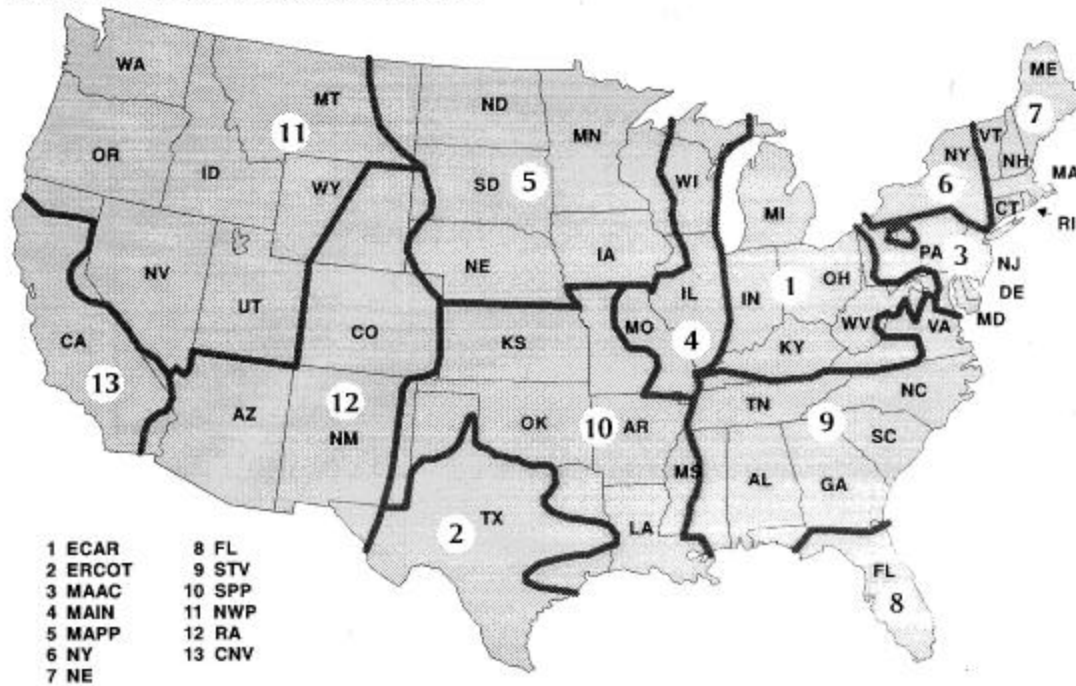 WA
MT
ND
ME
MN
VT
7
11
OR
ID
NY
NH
MA
WY
SD
5
WI
6
CT
MI
RI
PA
3
NE
IA
NJ
NV
IL
IN
1
OH
DE
UT
CO
MO
WV
VA
MD
CA
KS
4
KY
13
12
NC
AZ
OK
10
AR
TN
9
NM
SC
MS
AL
GA
TX
2
LA
FL
8
1 ECAR
2 ERCOT
3 MAAC
4 MAIN
5 MAPP
6 NY
7 NE
8 FL
9 STV
10 SPP
11 NWP
12 RA
13 CNV